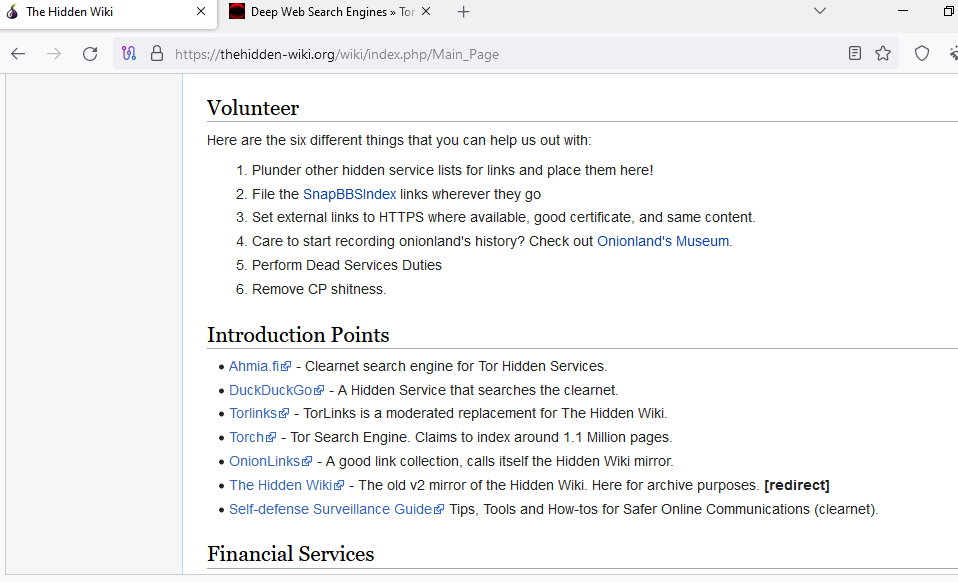 The Hidden Wiki
Deep Web Search Engines » Tor
https://thehidden-wiki.org/wiki/index.php/Main_Page
Volunteer
Here are the six different things that you can help us out with:
1. Plunder other hidden service lists for links and place them here!
2. File the SnapBBSIndex links wherever they go
3. Set external links to HTTPS where available, good certificate, and same content.
4. Care to start recording onionland's history? Check out Onionland's Museum.
5. Perform Dead Services Duties
6. Remove CP shitness.
Introduction Points
• Ahmia.fi - Clearnet search engine for Tor Hidden Services.
• DuckDuckGo - A Hidden Service that searches the clearnet.
• Torlinks - TorLinks is a moderated replacement for The Hidden Wiki.
• Torch - Tor Search Engine. Claims to index around 1.1 Million pages.
• OnionLinks - A good link collection, calls itself the Hidden Wiki mirror.
• The Hidden Wiki - The old v2 mirror of the Hidden Wiki. Here for archive purposes. [redirect]
• Self-defense Surveillance Guide Tips, Tools and How-tos for Safer Online Communications (clearnet).
Financial Services